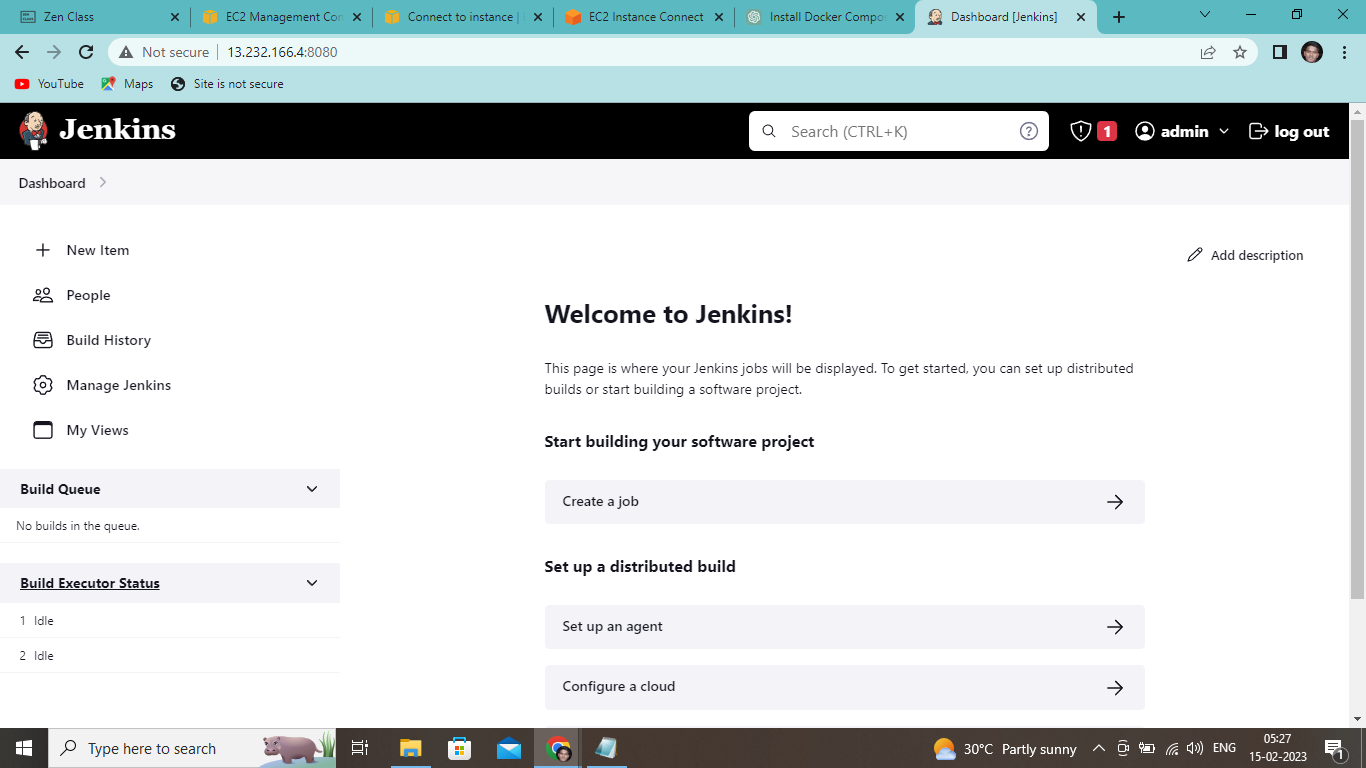 Zen Class
EC2 Management Con
Connect to instance |
EC2 Instance Connect
Install Docker Compo
Dashboard [Jenkins]
Not secure
13.232.166.4:8080
YouTube
Maps
Site is not secure
Jenkins
Search (CTRL+K)
1
admin
log out
Dashboard
New Item
People
Build History
Manage Jenkins
My Views
Build Queue
No builds in the queue.
Build Executor Status
1 Idle
2 Idle
Add description
Welcome to Jenkins!
This page is where your Jenkins jobs will be displayed. To get started, you can set up distributed
builds or start building a software project.
Start building your software project
Create a job
Set up a distributed build
Set up an agent
Configure a cloud
Type here to search
30°C Partly sunny
ENG
05:27
15-02-2023
1